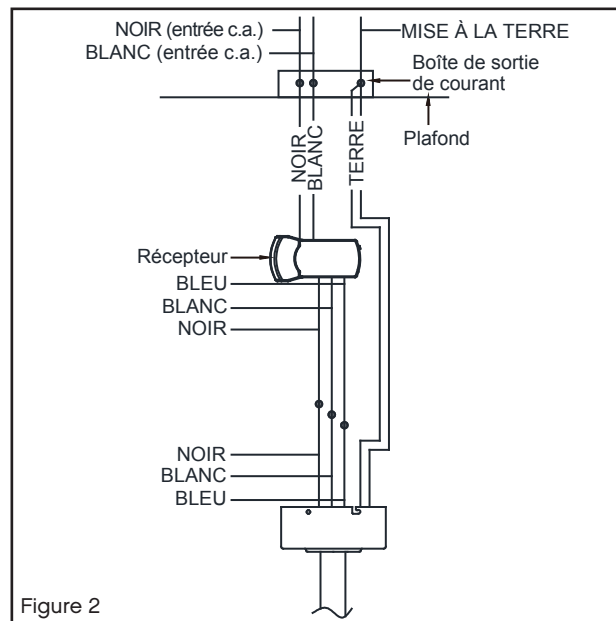 NOIR (entrée c.a.)
MISE À LA TERRE
BLANC (entrée c.a.)
Boîte de sortie
de courant
Plafond
NOIR
BLANC
TERRE
Récepteur
BLEU
BLANC
NOIR
NOIR
BLANC
BLEU
Figure 2